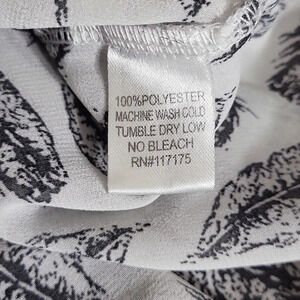 100%POLYESTER
MACHINE WASH COLD
TUMBLE DRY LOW
NO BLEACH
RN#117175